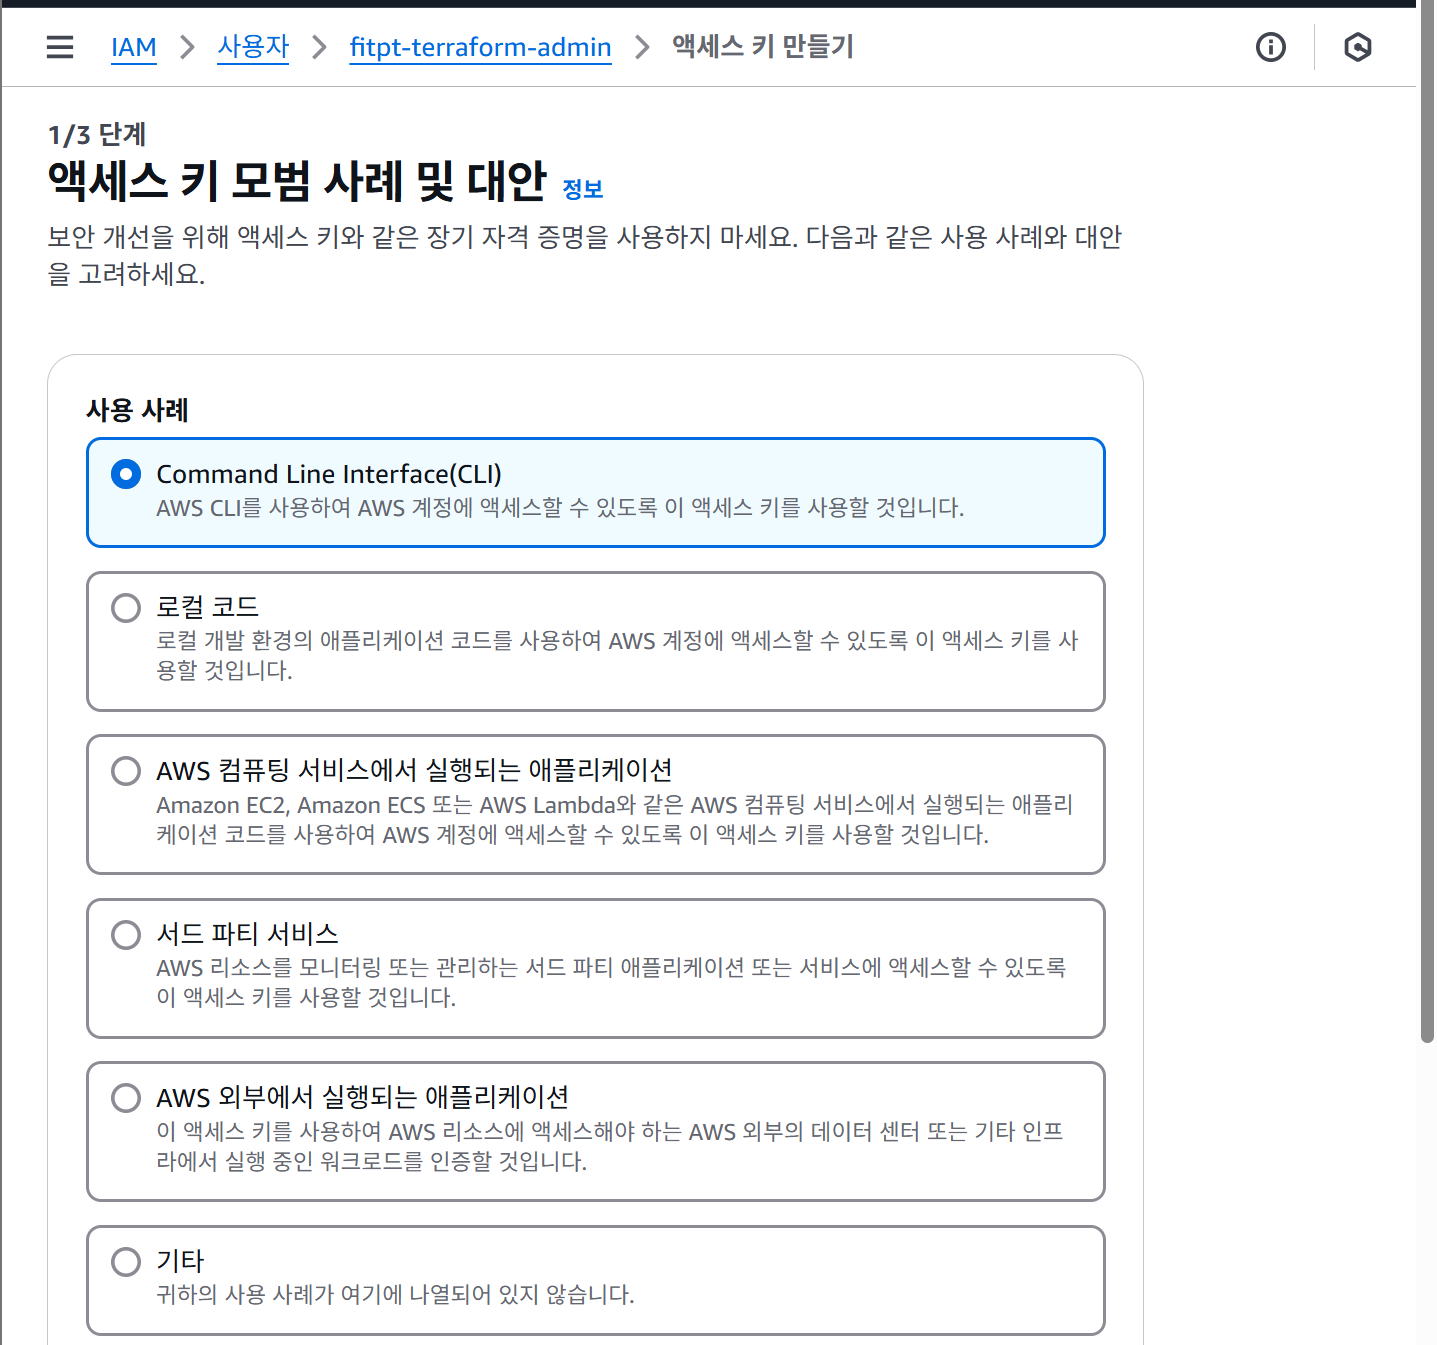 IAM > 사용자 > fitpt-terraform-admin > 액세스 키 만들기
1/3 단계
액세스 키 모범 사례 및 대안 정보
보안 개선을 위해 액세스 키와 같은 장기 자격 증명을 사용하지 마세요. 다음과 같은 사용 사례와 대안
을 고려하세요.
사용 사례
Command Line Interface(CLI)
AWS CLI를 사용하여 AWS 계정에 액세스할 수 있도록 이 액세스 키를 사용할 것입니다.
로컬 코드
로컬 개발 환경의 애플리케이션 코드를 사용하여 AWS 계정에 액세스할 수 있도록 이 액세스 키를 사
용할 것입니다.
AWS 컴퓨팅 서비스에서 실행되는 애플리케이션
Amazon EC2, Amazon ECS 또는 AWS Lambda와 같은 AWS 컴퓨팅 서비스에서 실행되는 애플리
케이션 코드를 사용하여 AWS 계정에 액세스할 수 있도록 이 액세스 키를 사용할 것입니다.
서드 파티 서비스
AWS 리소스를 모니터링 또는 관리하는 서드 파티 애플리케이션 또는 서비스에 액세스할 수 있도록
이 액세스 키를 사용할 것입니다.
AWS 외부에서 실행되는 애플리케이션
이 액세스 키를 사용하여 AWS 리소스에 액세스해야 하는 AWS 외부의 데이터 센터 또는 기타 인프
라에서 실행 중인 워크로드를 인증할 것입니다.
기타
귀하의 사용 사례가 여기에 나열되어 있지 않습니다.